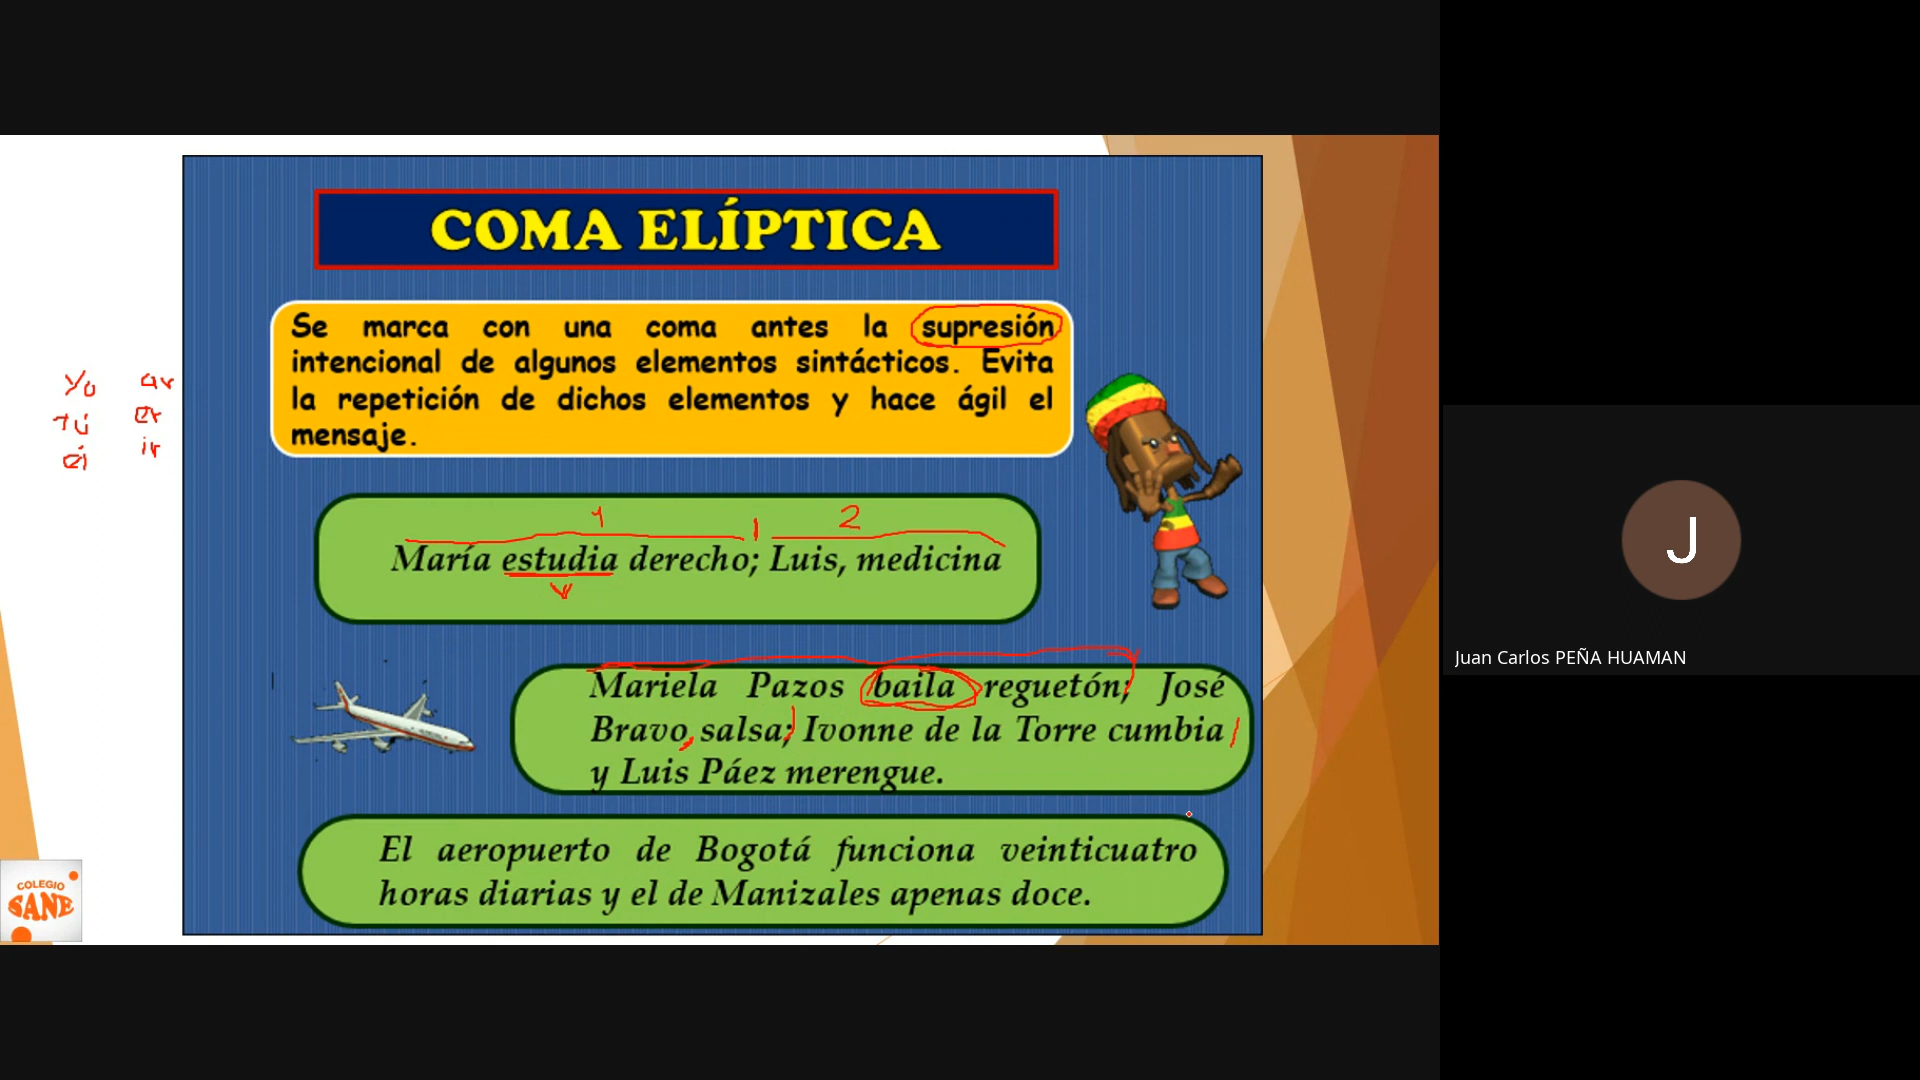 COMA ELÍPTICA
Se marca con una coma antes la supresión
intencional de algunos elementos sintácticos. Evita
la repetición de dichos elementos y hace ágil el
mensaje.
yo ar
tú er
él ir
1 2
María estudia derecho; Luis, medicina
v
Mariela Pazos baila reguetón; José
Bravo, salsa; Ivonne de la Torre cumbia
y Luis Páez merengue.
El aeropuerto de Bogotá funciona veinticuatro
horas diarias y el de Manizales apenas doce.
COLEGIO
SANE
J
Juan Carlos PEÑA HUAMAN